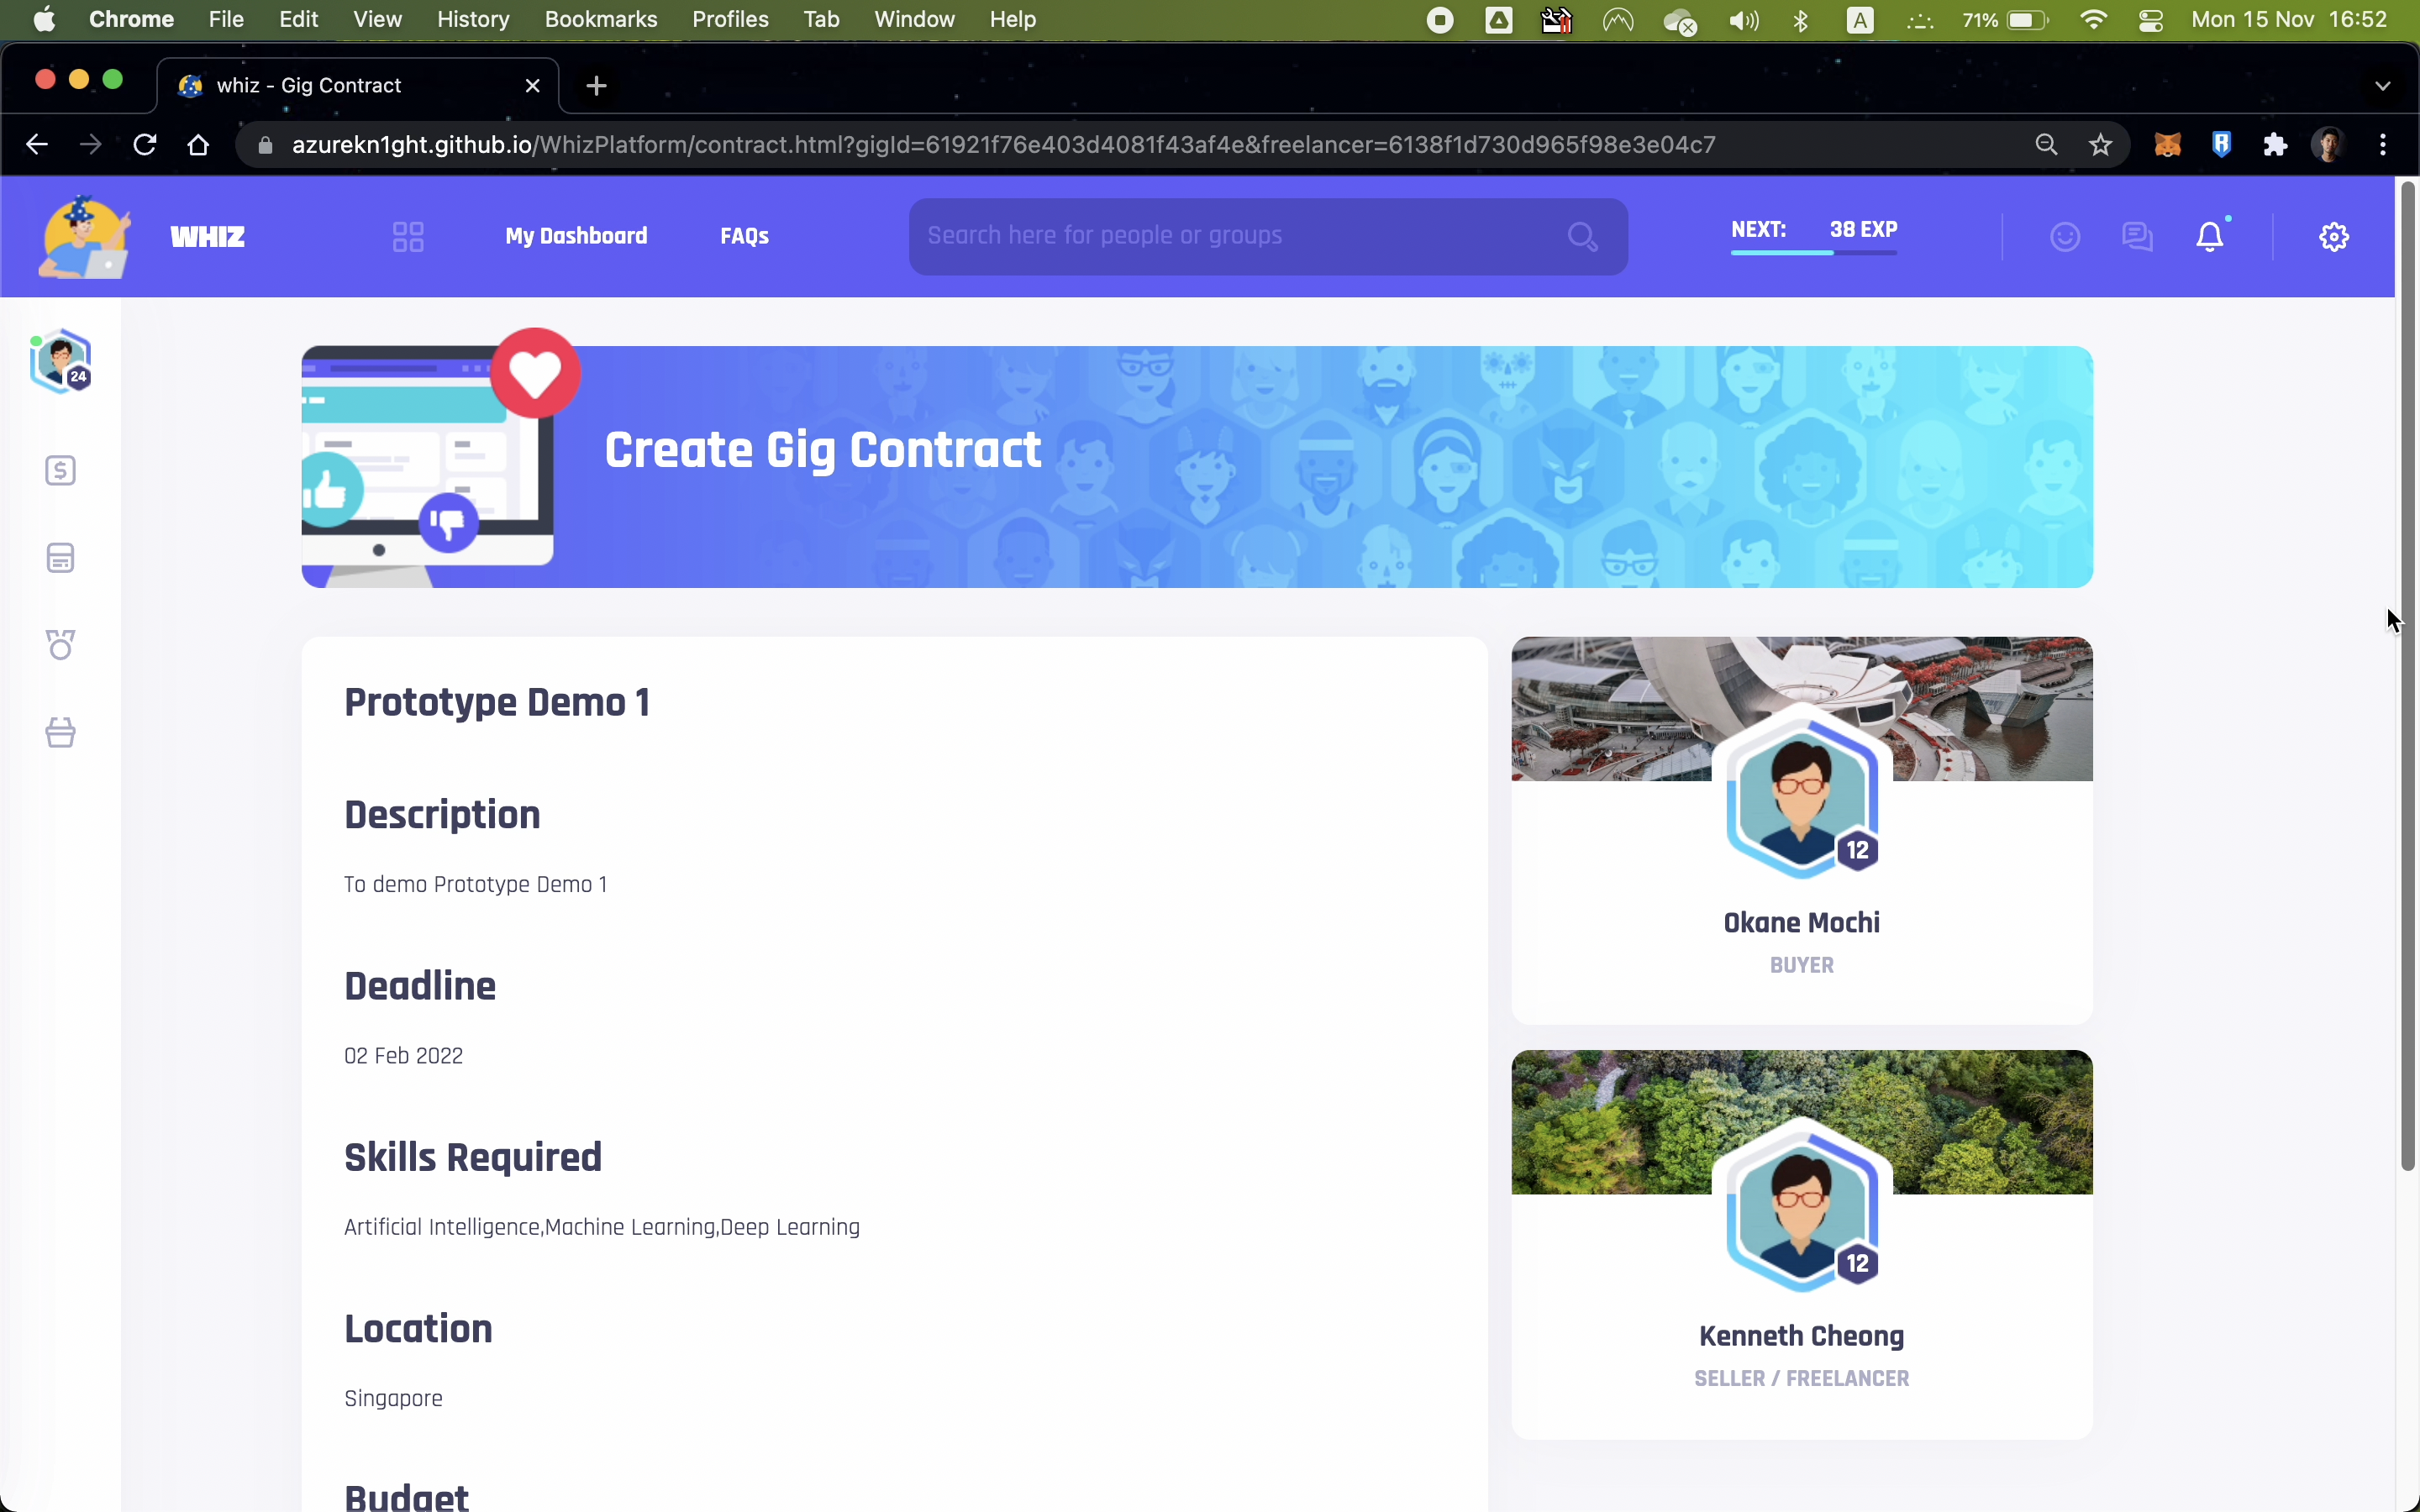 Chrome File Edit View History Bookmarks Profiles Tab Window Help A 71% Mon 15 Nov 16:52
whiz - Gig Contract
azurekn1ght.github.io/WhizPlatform/contract.html?gigId=61921f76e403d4081f43af4e&freelancer=6138f1d730d965f98e3e04c7
WHIZ My Dashboard FAQs Search here for people or groups NEXT: 38 EXP
24
Create Gig Contract
Prototype Demo 1
Description
To demo Prototype Demo 1
Deadline
02 Feb 2022
Skills Required
Artificial Intelligence,Machine Learning,Deep Learning
Location
Singapore
Budget
12
Okane Mochi
BUYER
12
Kenneth Cheong
SELLER / FREELANCER